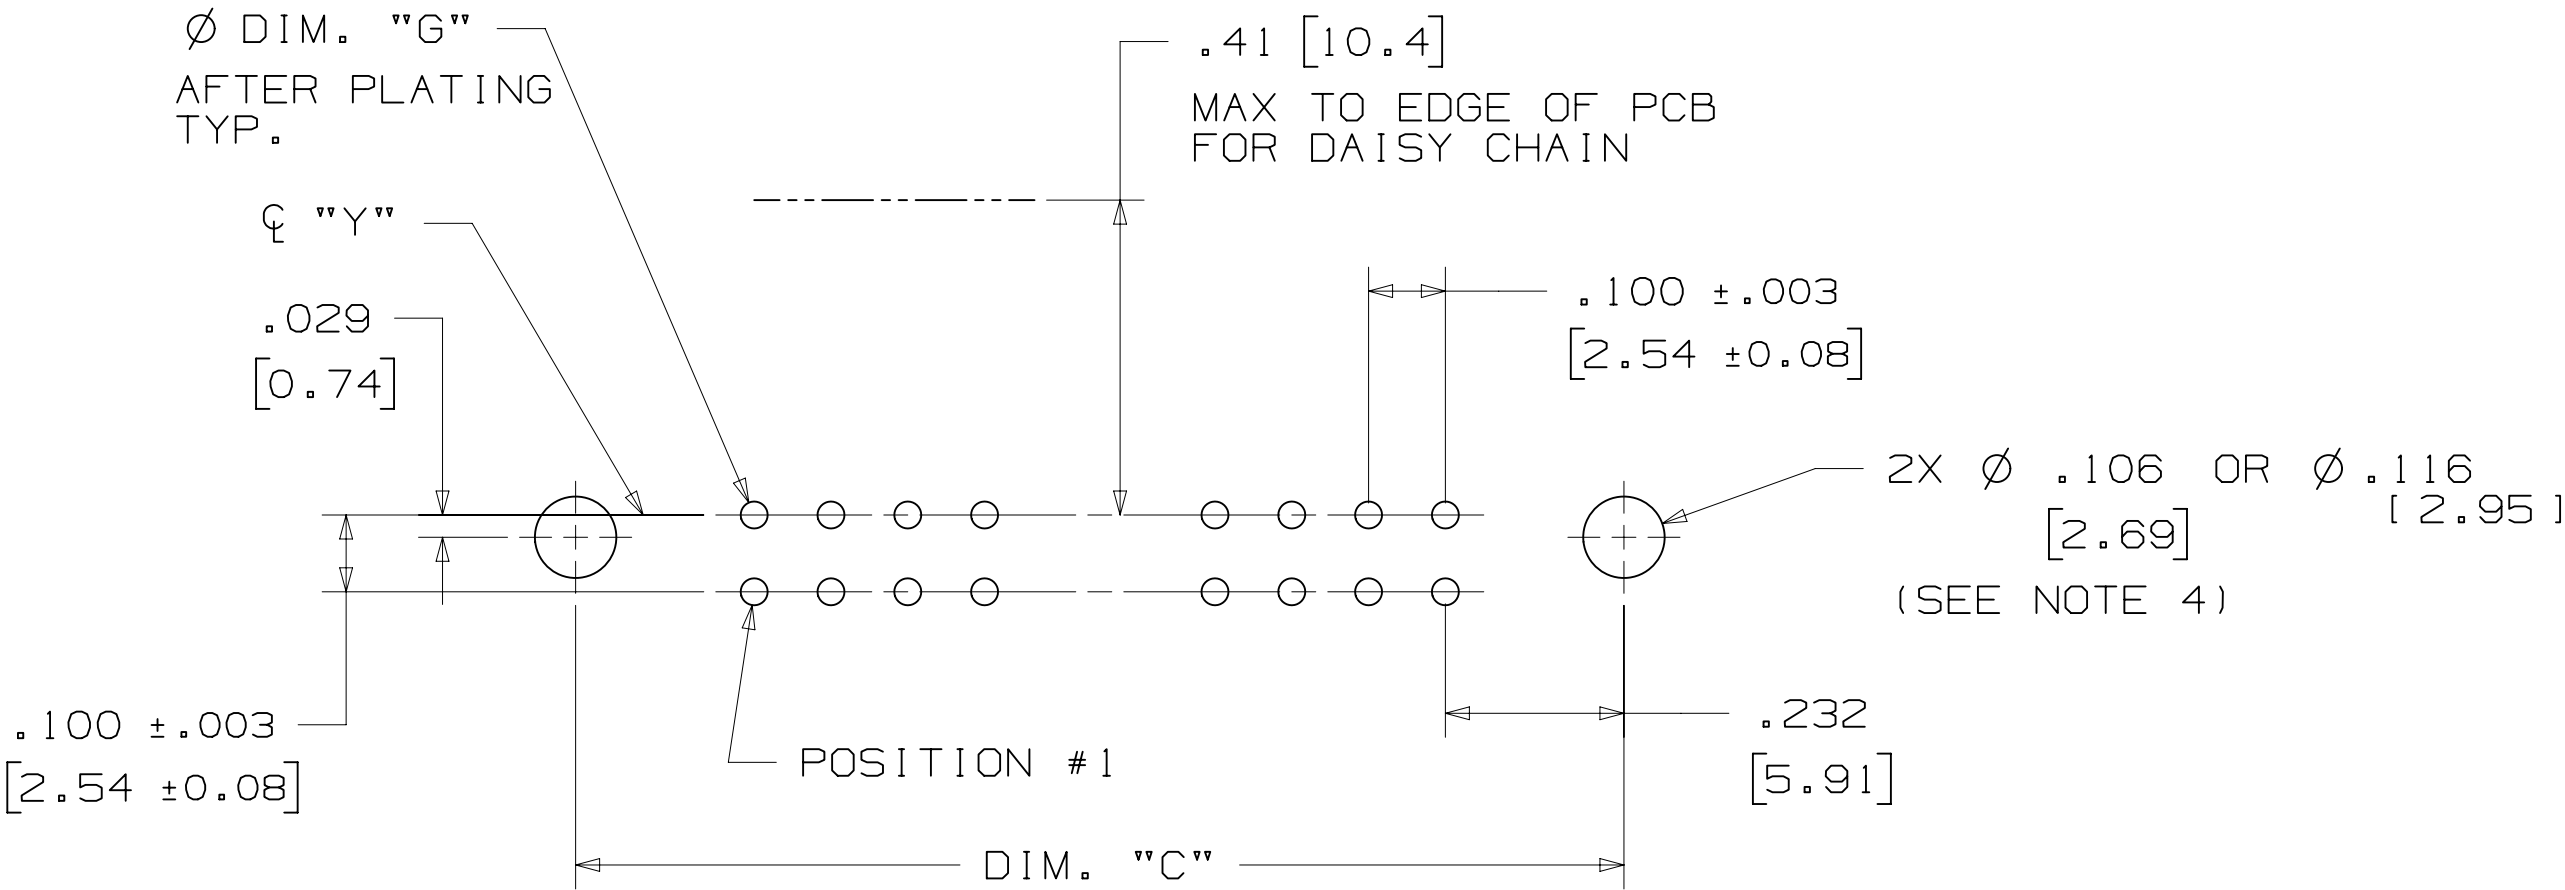 Ø DIM. "G"
AFTER PLATING
TYP.
.41 [10.4]
MAX TO EDGE OF PCB
FOR DAISY CHAIN
℄ "Y"
.029
[0.74]
.100 ±.003
[2.54 ±0.08]
2X Ø .106 OR Ø .116
[2.69] [2.95]
(SEE NOTE 4)
.100 ±.003
[2.54 ±0.08]
POSITION #1
.232
[5.91]
DIM. "C"